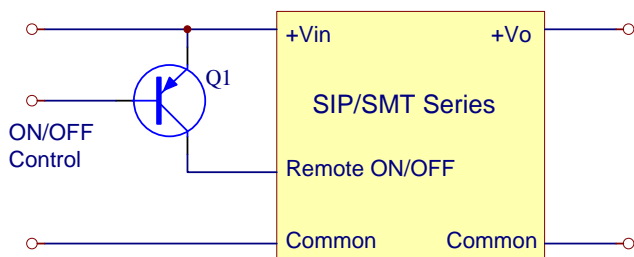 +Vin
+Vo
Q1
SIP/SMT Series
ON/OFF
Control
Remote ON/OFF
Common
Common